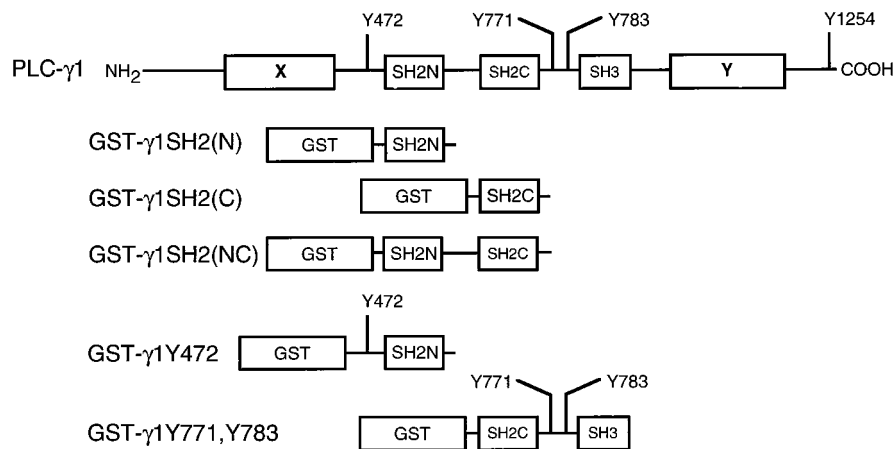 Y472 Y771 Y783 Y1254
PLC-γ1 NH2 X SH2N SH2C SH3 Y COOH
GST-γ1SH2(N) GST SH2N
GST-γ1SH2(C) GST SH2C
GST-γ1SH2(NC) GST SH2N SH2C
Y472
GST-γ1Y472 GST SH2N
Y771 Y783
GST-γ1Y771,Y783 GST SH2C SH3